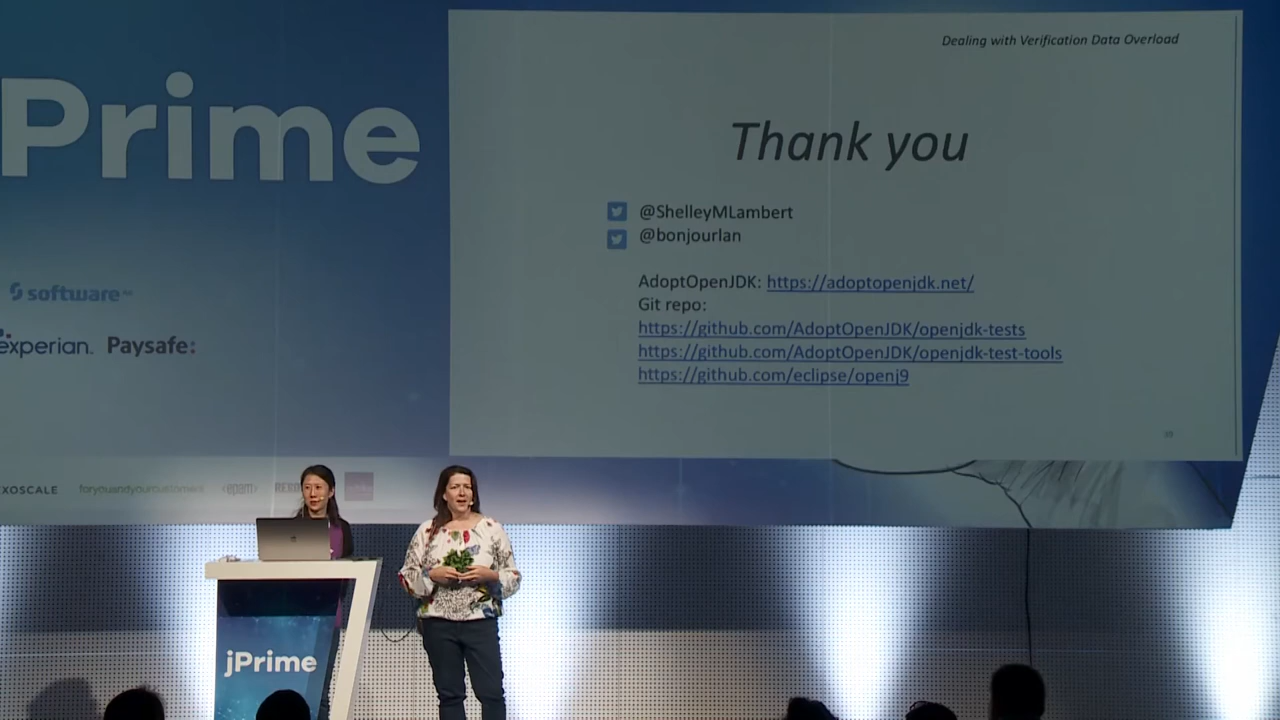 Dealing with Verification Data Overload
Prime
Thank you
@ShelleyMLambert
@bonjourlan
AdoptOpenJDK: https://adoptopenjdk.net/
Git repo:
https://github.com/AdoptOpenJDK/openjdk-tests
https://github.com/AdoptOpenJDK/openjdk-test-tools
https://github.com/eclipse/openj9
software
experian.
Paysafe:
XOSCALE
foryouandyourcustomers
‹epam›
jPrime